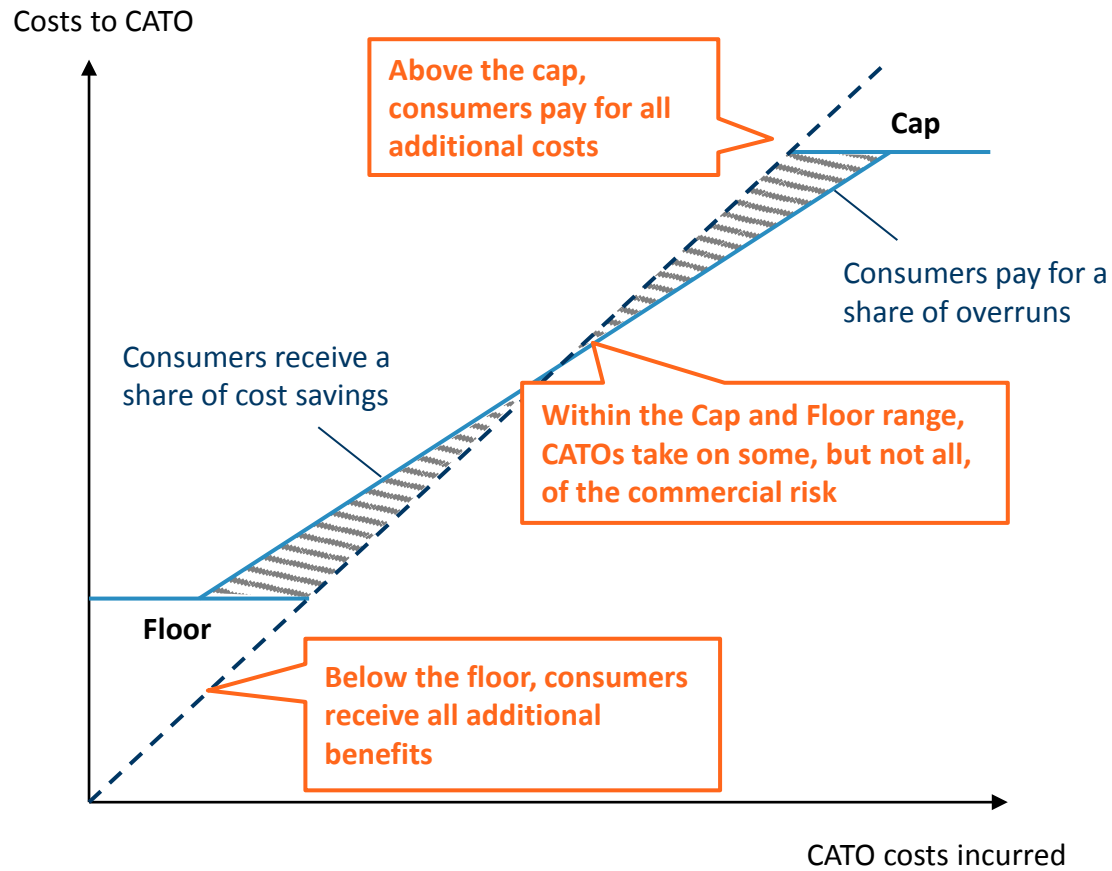 Costs to CATO
Above the cap,
consumers pay for all
additional costs
Cap
Consumers pay for a
share of overruns
Consumers receive a
share of cost savings
Within the Cap and Floor range,
CATOs take on some, but not all,
of the commercial risk
Floor
Below the floor, consumers
receive all additional
benefits
CATO costs incurred